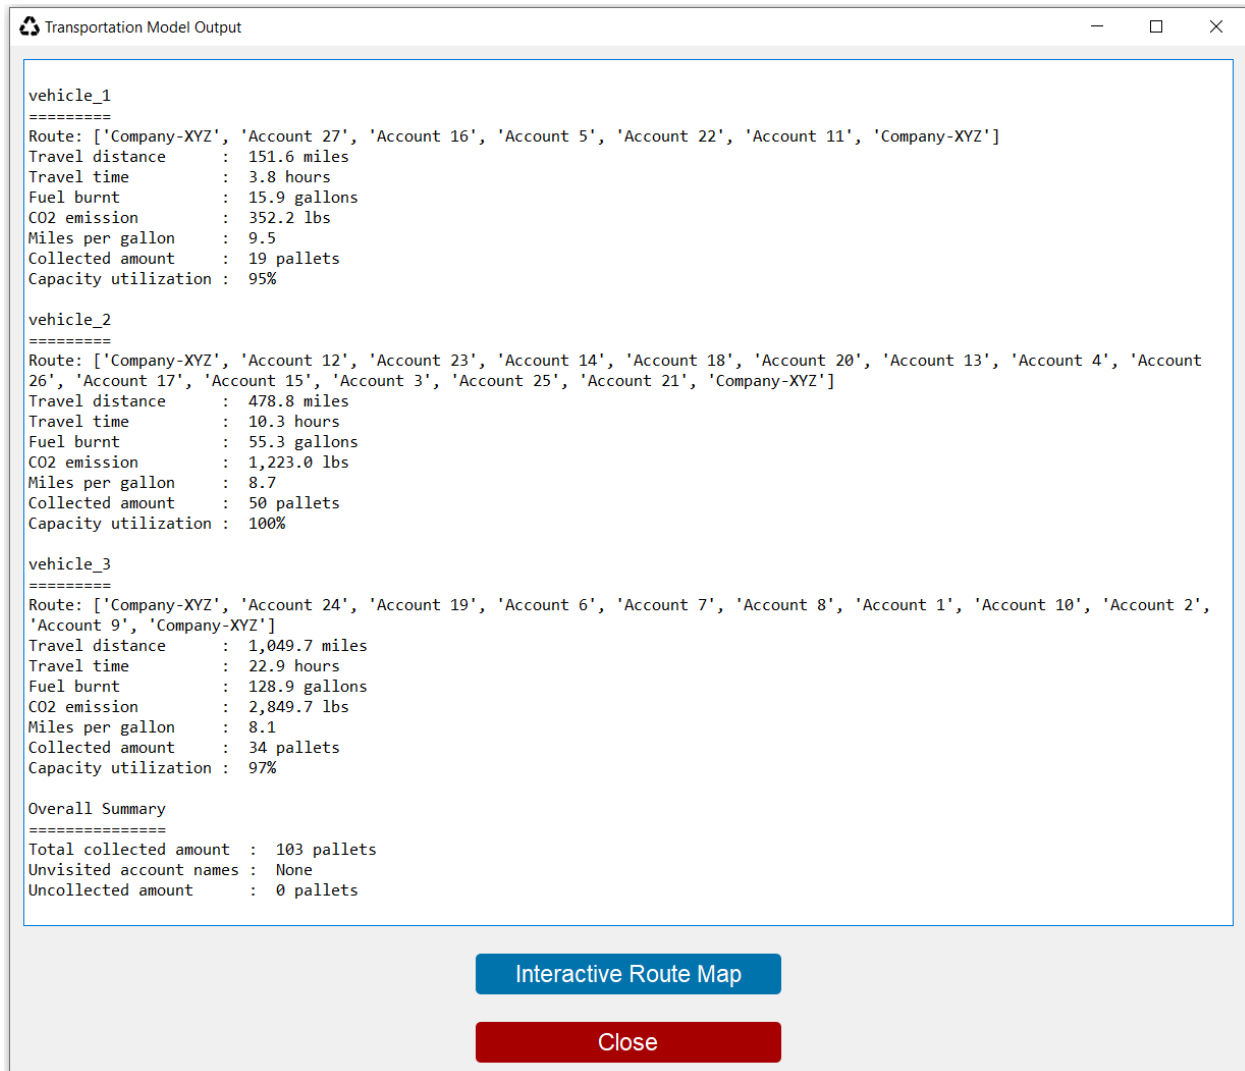 Transportation Model Output
vehicle_1
=========
Route: ['Company-XYZ', 'Account 27', 'Account 16', 'Account 5', 'Account 22', 'Account 11', 'Company-XYZ']
Travel distance      :  151.6 miles
Travel time          :  3.8 hours
Fuel burnt           :  15.9 gallons
CO2 emission         :  352.2 lbs
Miles per gallon     :  9.5
Collected amount     :  19 pallets
Capacity utilization :  95%
vehicle_2
=========
Route: ['Company-XYZ', 'Account 12', 'Account 23', 'Account 14', 'Account 18', 'Account 20', 'Account 13', 'Account 4', 'Account
26', 'Account 17', 'Account 15', 'Account 3', 'Account 25', 'Account 21', 'Company-XYZ']
Travel distance      :  478.8 miles
Travel time          :  10.3 hours
Fuel burnt           :  55.3 gallons
CO2 emission         :  1,223.0 lbs
Miles per gallon     :  8.7
Collected amount     :  50 pallets
Capacity utilization :  100%
vehicle_3
=========
Route: ['Company-XYZ', 'Account 24', 'Account 19', 'Account 6', 'Account 7', 'Account 8', 'Account 1', 'Account 10', 'Account 2',
'Account 9', 'Company-XYZ']
Travel distance      :  1,049.7 miles
Travel time          :  22.9 hours
Fuel burnt           :  128.9 gallons
CO2 emission         :  2,849.7 lbs
Miles per gallon     :  8.1
Collected amount     :  34 pallets
Capacity utilization :  97%
Overall Summary
===============
Total collected amount  :  103 pallets
Unvisited account names :  None
Uncollected amount      :  0 pallets
Interactive Route Map
Close